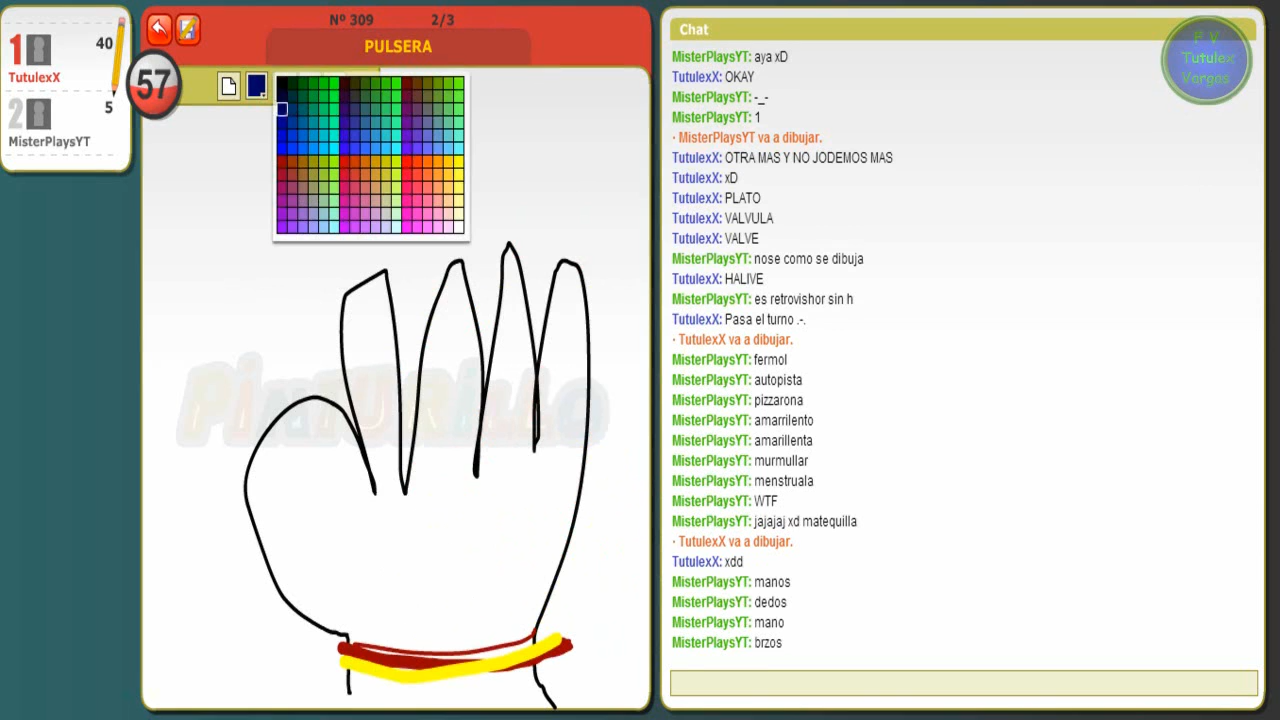 1
40
TutulexX
2
5
MisterPlaysYT
57
Nº 309 2/3
PULSERA
PinTURiLLo
Chat
MisterPlaysYT: aya xD
TutulexX: OKAY
MisterPlaysYT: -_-
MisterPlaysYT: 1
· MisterPlaysYT va a dibujar.
TutulexX: OTRA MAS Y NO JODEMOS MAS
TutulexX: xD
TutulexX: PLATO
TutulexX: VALVULA
TutulexX: VALVE
MisterPlaysYT: nose como se dibuja
TutulexX: HALIVE
MisterPlaysYT: es retrovishor sin h
TutulexX: Pasa el turno .-.
· TutulexX va a dibujar.
MisterPlaysYT: fermol
MisterPlaysYT: autopista
MisterPlaysYT: pizzarona
MisterPlaysYT: amarrilento
MisterPlaysYT: amarillenta
MisterPlaysYT: murmullar
MisterPlaysYT: menstruala
MisterPlaysYT: WTF
MisterPlaysYT: jajajaj xd matequilla
· TutulexX va a dibujar.
TutulexX: xdd
MisterPlaysYT: manos
MisterPlaysYT: dedos
MisterPlaysYT: mano
MisterPlaysYT: brzos
F V
Tutulex
Vargas